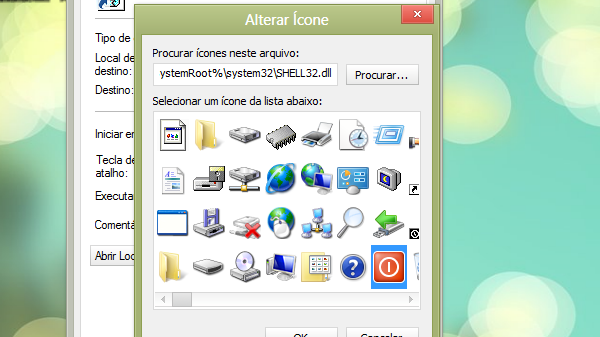 Alterar Ícone
Tipo de
Local de
destino:
Destino:
Iniciar em
Tecla de
atalho:
Executa
Comentá
Abrir Loc
Procurar ícones neste arquivo:
ystemRoot%\system32\SHELL32.dll
Procurar...
Selecionar um ícone da lista abaixo:
OK
Cancelar